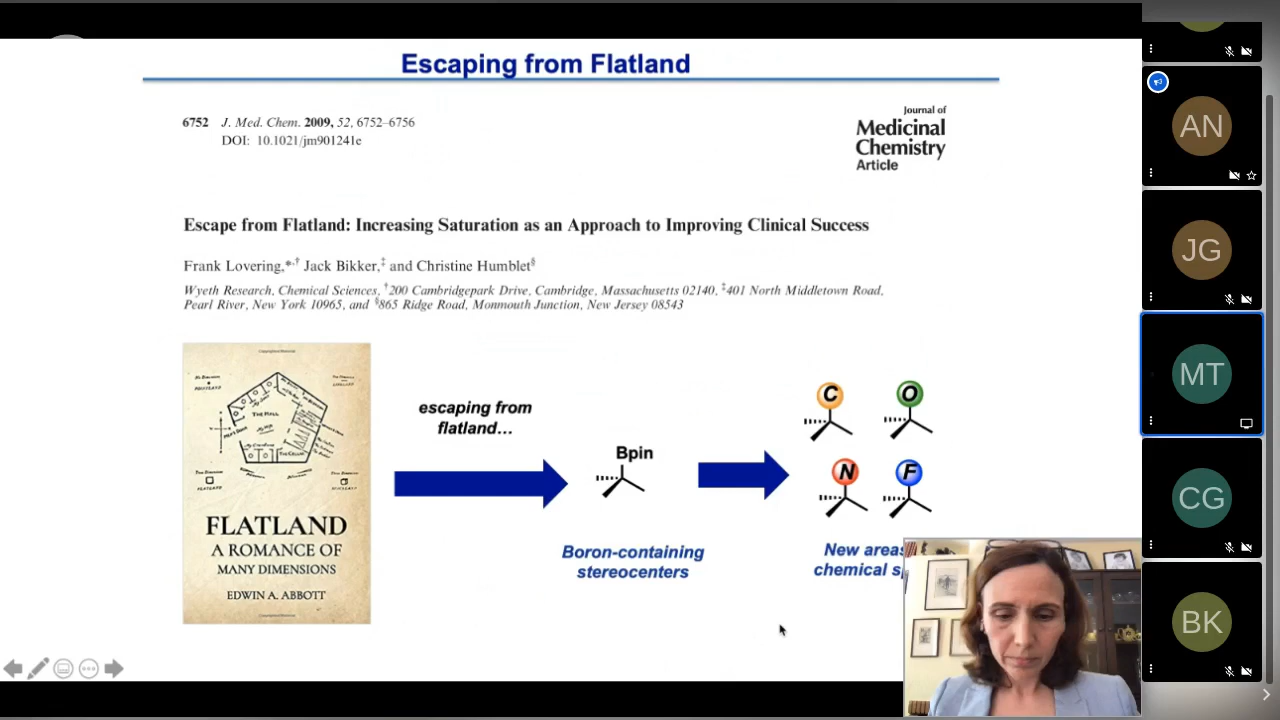 Escaping from Flatland
6752 J. Med. Chem. 2009, 52, 6752–6756
DOI: 10.1021/jm901241e
Journal of
Medicinal
Chemistry
Article
Escape from Flatland: Increasing Saturation as an Approach to Improving Clinical Success
Frank Lovering,*,† Jack Bikker,‡ and Christine Humblet§
Wyeth Research, Chemical Sciences, †200 Cambridgepark Drive, Cambridge, Massachusetts 02140, ‡401 North Middletown Road,
Pearl River, New York 10965, and §865 Ridge Road, Monmouth Junction, New Jersey 08543
THE HALL
THE CELLAR
FLATLAND
A ROMANCE OF
MANY DIMENSIONS
EDWIN A. ABBOTT
escaping from
flatland...
Bpin
Boron-containing
stereocenters
C
O
N
F
New areas
chemical
AN
JG
MT
CG
BK